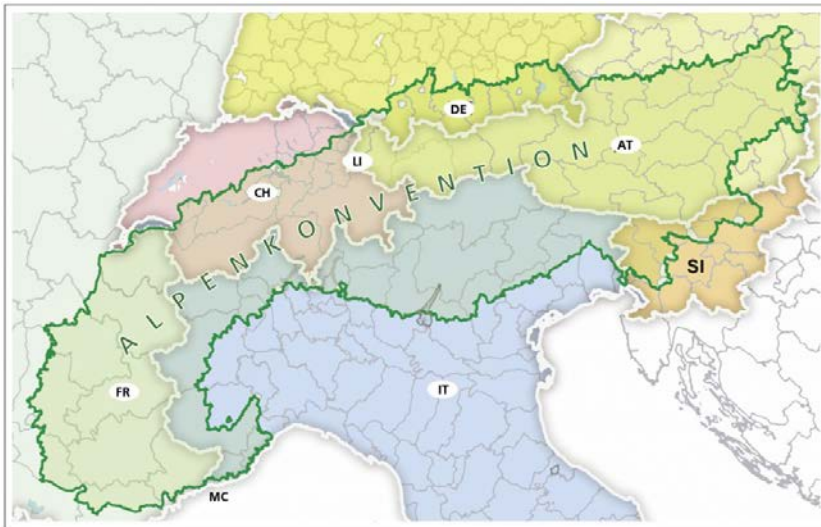 DE
AT
LI
CH
SI
ALPENKONVENTION
FR
IT
MC